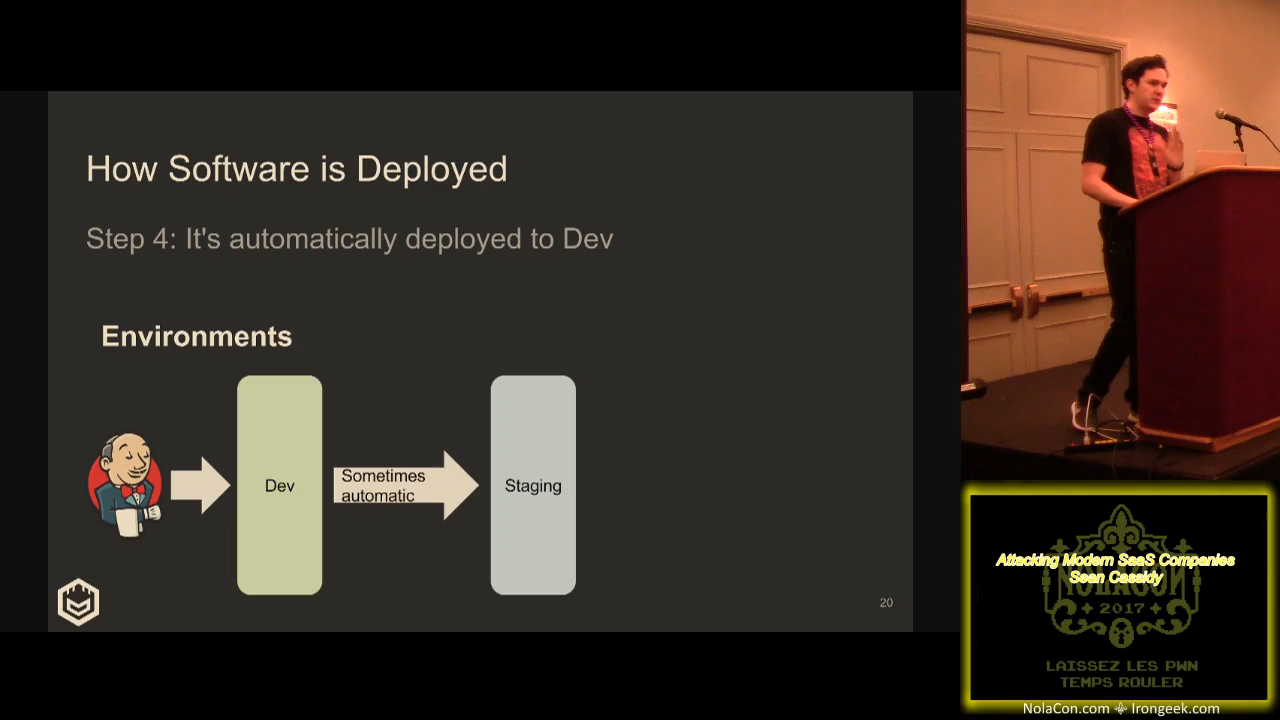 How Software is Deployed
Step 4: It's automatically deployed to Dev
Environments
Dev
Sometimes
automatic
Staging
20
Attacking Modern SaaS Companies
Sean Cassidy
NOLACON
2017
LAISSEZ LES PWN
TEMPS ROULER
NolaCon.com ⚜ Irongeek.com